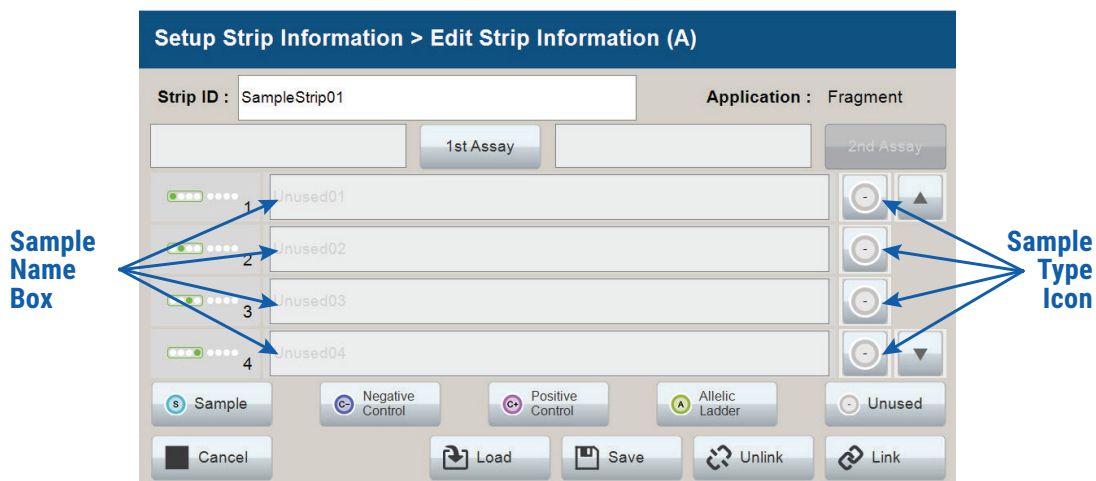 Setup Strip Information > Edit Strip Information (A)
Strip ID : SampleStrip01 Application : Fragment
1st Assay 2nd Assay
1 Unused01 -
2 Unused02 -
3 Unused03 -
4 Unused04 -
Sample
Name
Box
Sample
Type
Icon
S Sample C- Negative Control C+ Positive Control A Allelic Ladder - Unused
Cancel Load Save Unlink Link